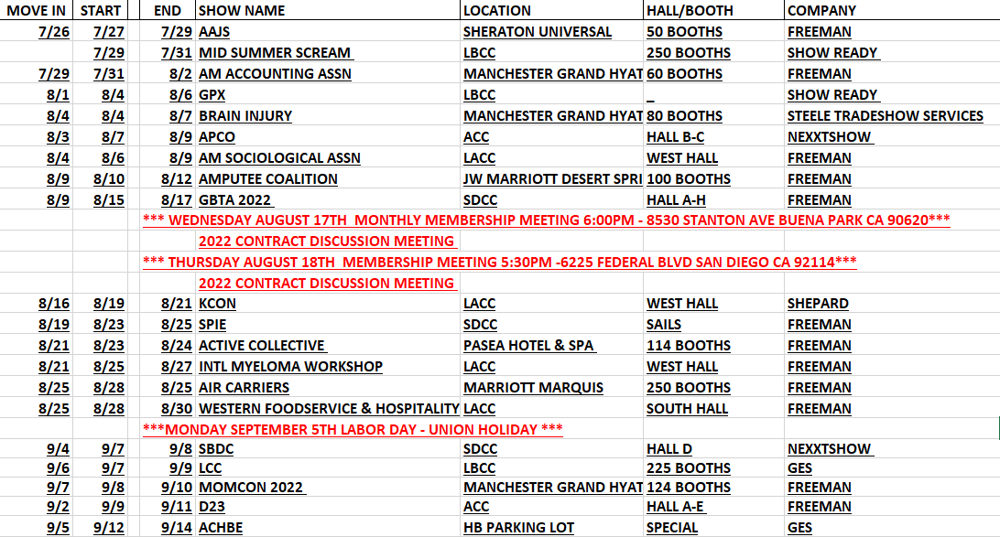 MOVE IN START END SHOW NAME LOCATION HALL/BOOTH COMPANY
7/26 7/27 7/29 AAJS SHERATON UNIVERSAL 50 BOOTHS FREEMAN
7/29 7/31 MID SUMMER SCREAM LBCC 250 BOOTHS SHOW READY
7/29 7/31 8/2 AM ACCOUNTING ASSN MANCHESTER GRAND HYAT 60 BOOTHS FREEMAN
8/1 8/4 8/6 GPX LBCC _ SHOW READY
8/4 8/4 8/7 BRAIN INJURY MANCHESTER GRAND HYAT 80 BOOTHS STEELE TRADESHOW SERVICES
8/3 8/7 8/9 APCO ACC HALL B-C NEXXTSHOW
8/4 8/6 8/9 AM SOCIOLOGICAL ASSN LACC WEST HALL FREEMAN
8/9 8/10 8/12 AMPUTEE COALITION JW MARRIOTT DESERT SPRI 100 BOOTHS FREEMAN
8/9 8/15 8/17 GBTA 2022 SDCC HALL A-H FREEMAN
*** WEDNESDAY AUGUST 17TH MONTHLY MEMBERSHIP MEETING 6:00PM - 8530 STANTON AVE BUENA PARK CA 90620***
2022 CONTRACT DISCUSSION MEETING
*** THURSDAY AUGUST 18TH MEMBERSHIP MEETING 5:30PM -6225 FEDERAL BLVD SAN DIEGO CA 92114***
2022 CONTRACT DISCUSSION MEETING
8/16 8/19 8/21 KCON LACC WEST HALL SHEPARD
8/19 8/23 8/25 SPIE SDCC SAILS FREEMAN
8/21 8/23 8/24 ACTIVE COLLECTIVE PASEA HOTEL & SPA 114 BOOTHS FREEMAN
8/21 8/25 8/27 INTL MYELOMA WORKSHOP LACC WEST HALL FREEMAN
8/25 8/28 8/25 AIR CARRIERS MARRIOTT MARQUIS 250 BOOTHS FREEMAN
8/25 8/28 8/30 WESTERN FOODSERVICE & HOSPITALITY LACC SOUTH HALL FREEMAN
***MONDAY SEPTEMBER 5TH LABOR DAY - UNION HOLIDAY ***
9/4 9/7 9/8 SBDC SDCC HALL D NEXXTSHOW
9/6 9/7 9/9 LCC LBCC 225 BOOTHS GES
9/7 9/8 9/10 MOMCON 2022 MANCHESTER GRAND HYAT 124 BOOTHS FREEMAN
9/2 9/9 9/11 D23 ACC HALL A-E FREEMAN
9/5 9/12 9/14 ACHBE HB PARKING LOT SPECIAL GES